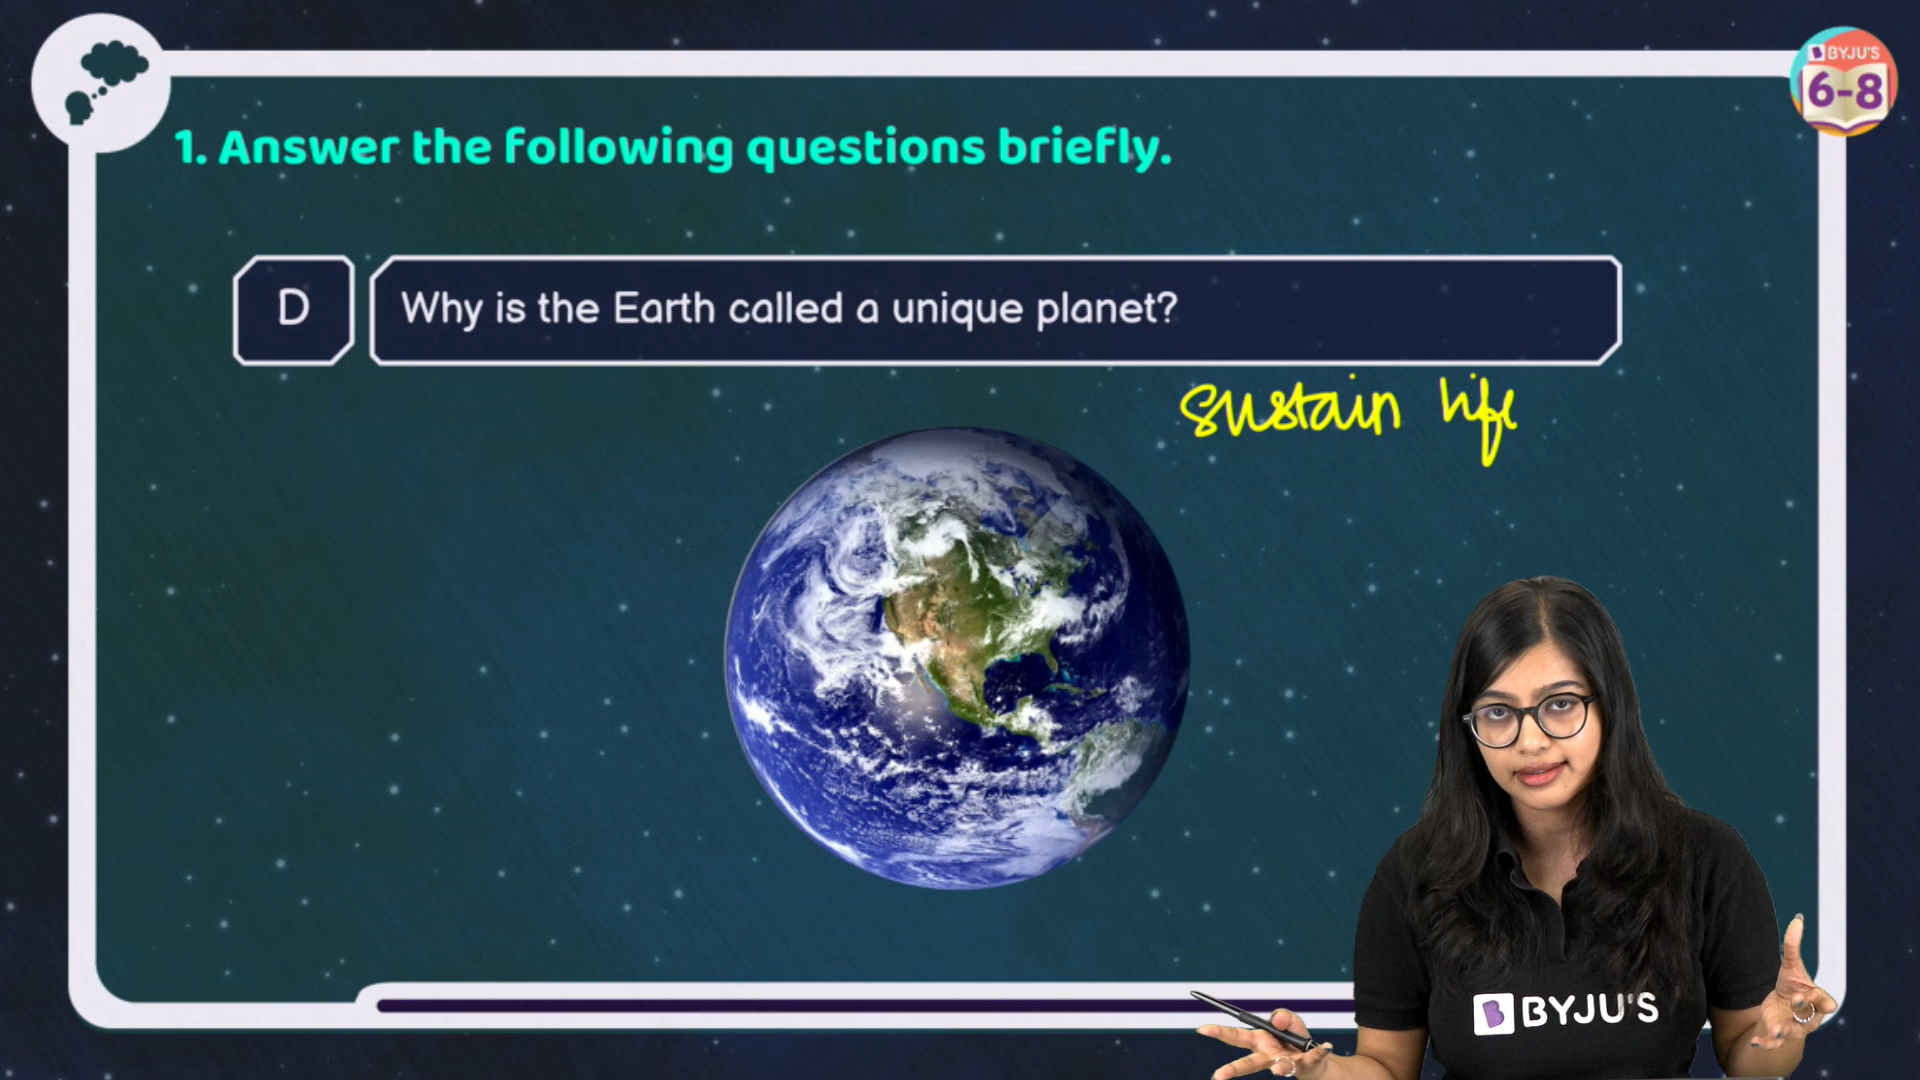 BYJU'S
6-8
1. Answer the following questions briefly.
D
Why is the Earth called a unique planet?
sustain life
BYJU'S